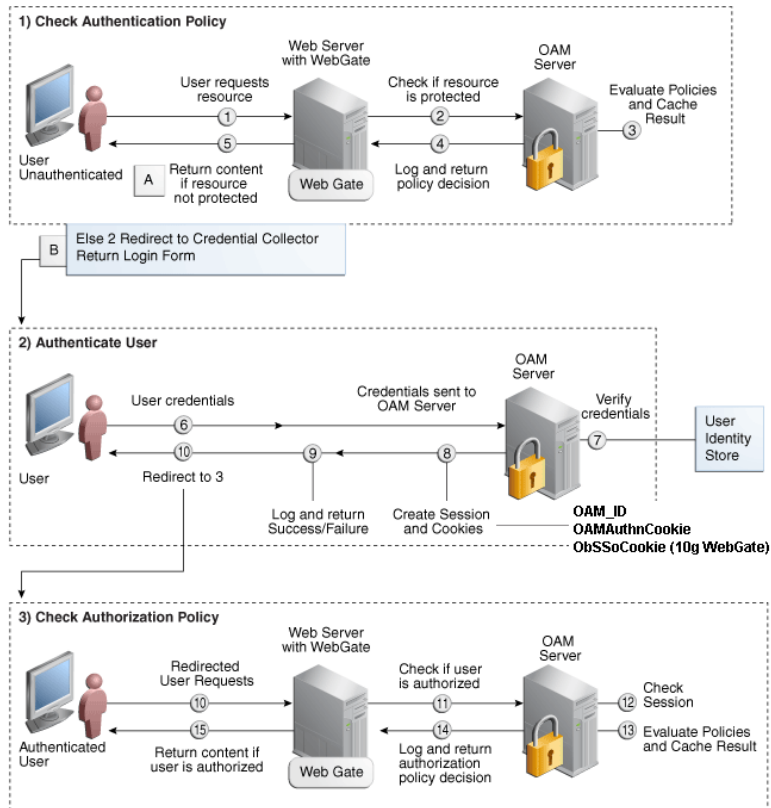 1) Check Authentication Policy
Web Server
with WebGate
OAM
Server
User requests
resource
Check if resource
is protected
Evaluate Policies
and Cache
Result
1
2
3
5
4
User
Unauthenticated
A
Return content
if resource
not protected
Web Gate
Log and return
policy decision
B
Else 2 Redirect to Credential Collector
Return Login Form
2) Authenticate User
OAM
Server
User credentials
Credentials sent to
OAM Server
Verify
credentials
6
7
User
Identity
Store
10
9
8
User
Redirect to 3
Log and return
Success/Failure
Create Session
and Cookies
OAM_ID
OAMAuthnCookie
ObSSoCookie (10g WebGate)
3) Check Authorization Policy
Web Server
with WebGate
OAM
Server
Redirected
User Requests
Check if user
is authorized
Check
Session
10
11
12
15
14
13
Evaluate Policies
and Cache Result
Authenticated
User
Return content if
user is authorized
Web Gate
Log and return
authorization
policy decision